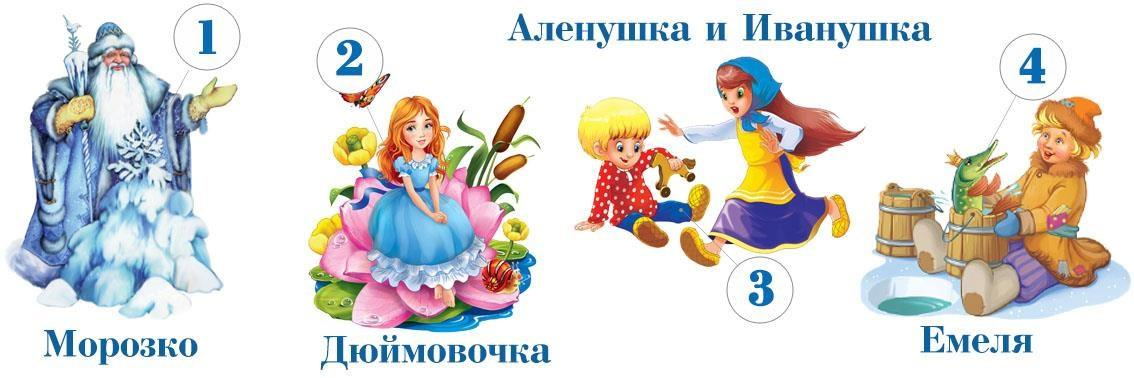 1
Морозко
2
Дюймовочка
Аленушка и Иванушка
3
4
Емеля